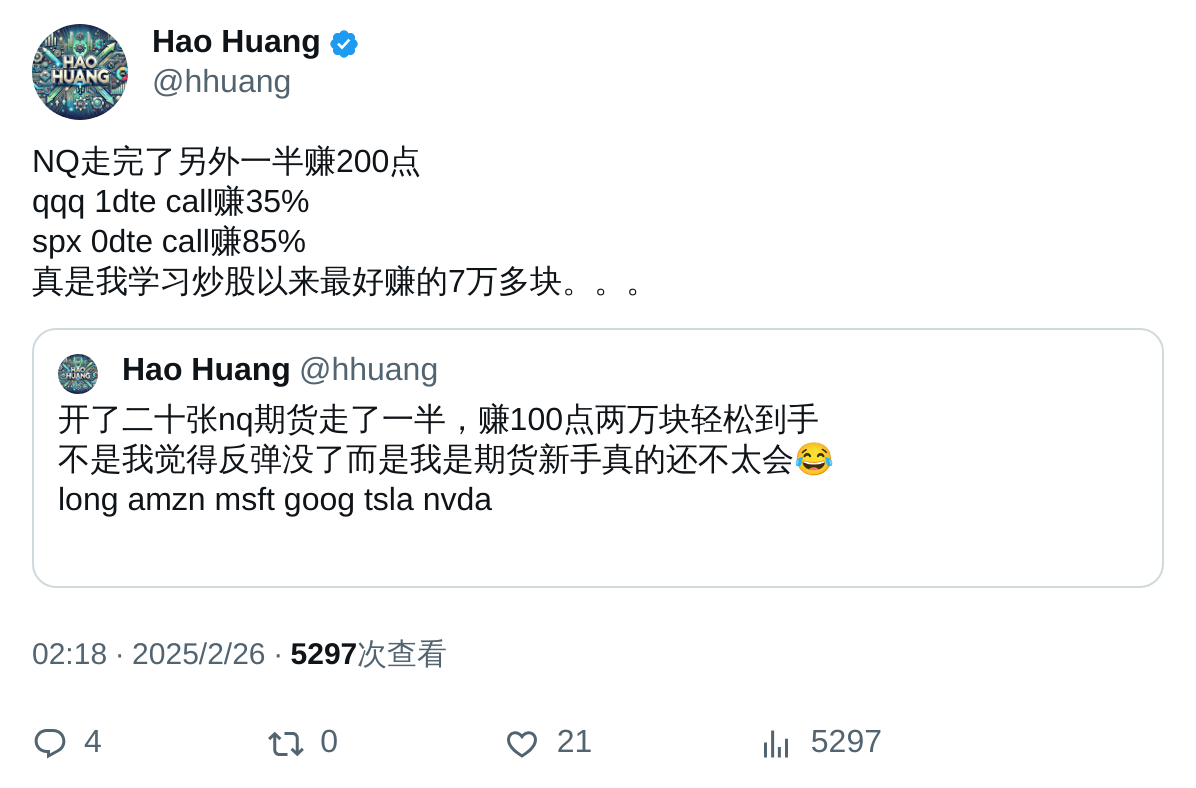 HAO
HUANG
Hao Huang
@hhuang
NQ走完了另外一半赚200点
qqq 1dte call赚35%
spx 0dte call赚85%
真是我学习炒股以来最好赚的7万多块。。。
HAO
HUANG
Hao Huang @hhuang
开了二十张nq期货走了一半，赚100点两万块轻松到手
不是我觉得反弹没了而是我是期货新手真的还不太会😂
long amzn msft goog tsla nvda
02:18 · 2025/2/26 · 5297次查看
4 0 21 5297